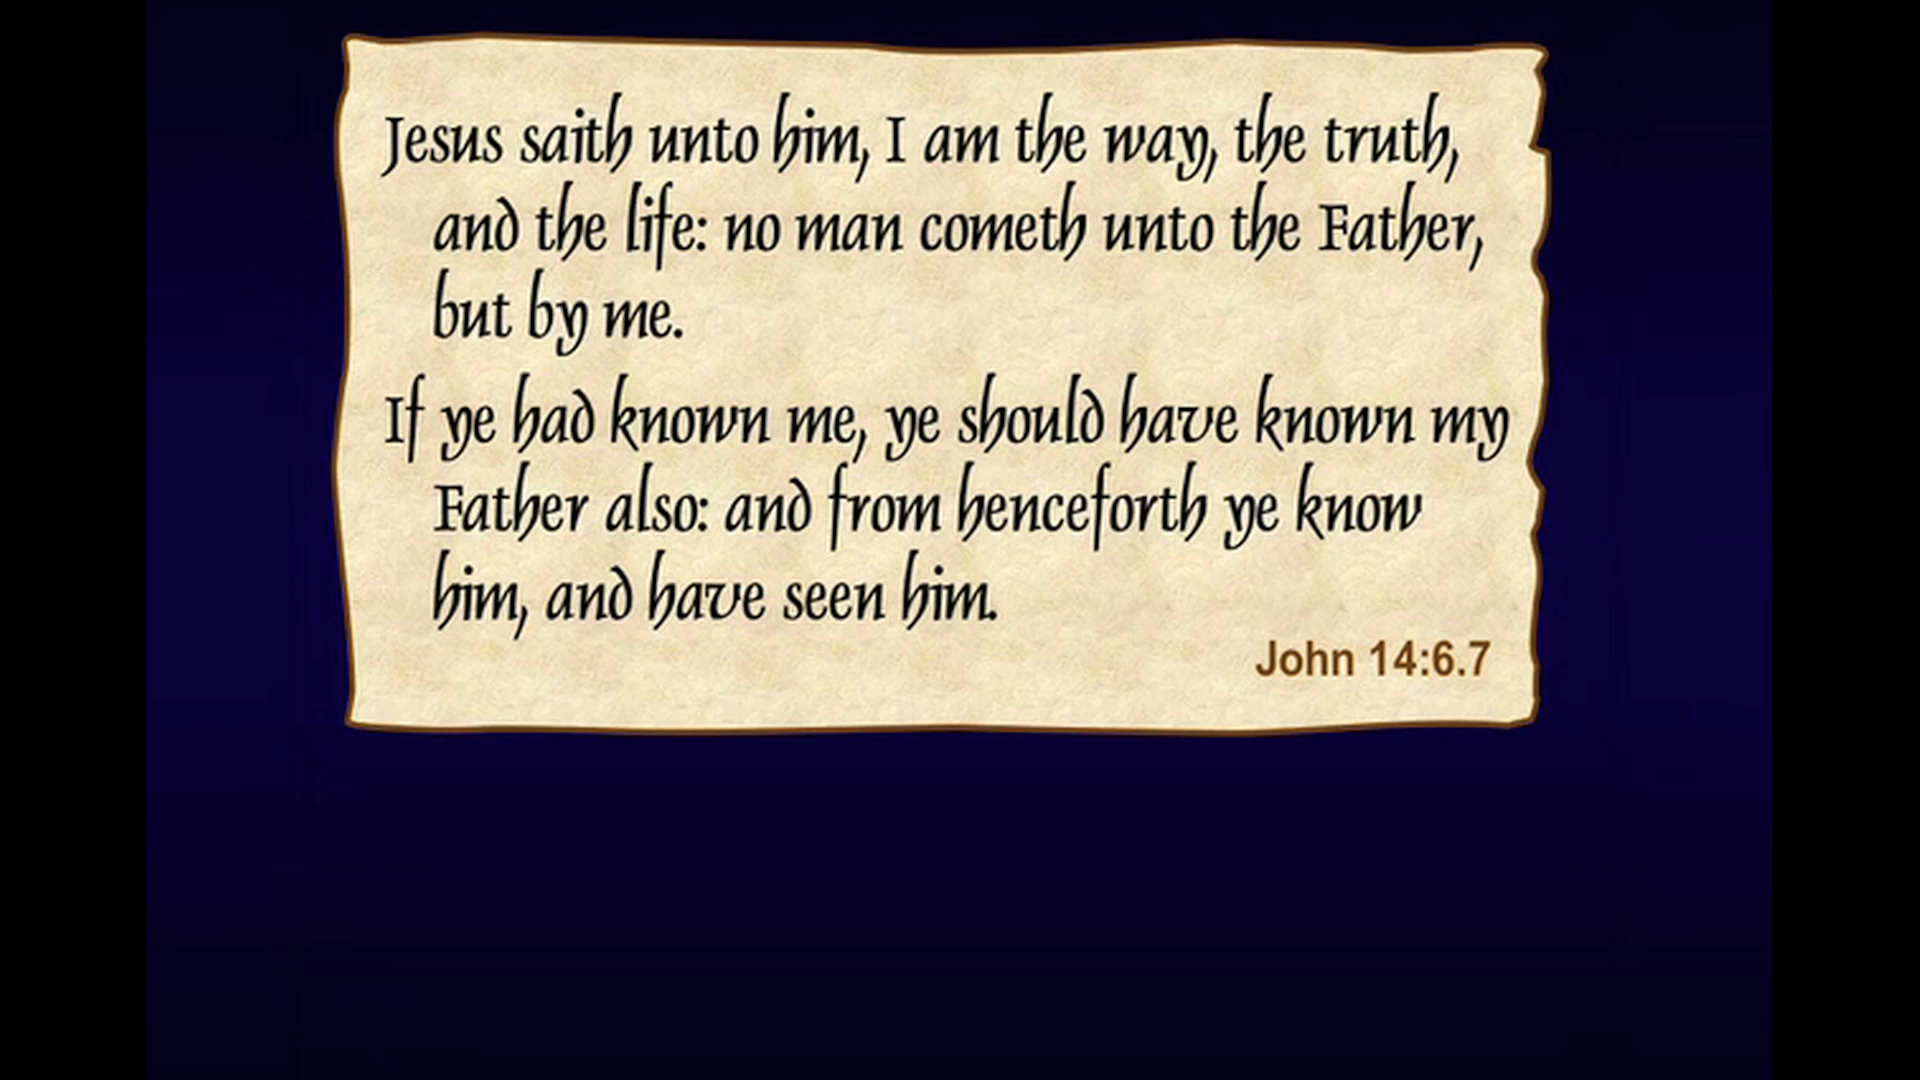 Jesus saith unto him, I am the way, the truth,
and the life: no man cometh unto the Father,
but by me.
If ye had known me, ye should have known my
Father also: and from henceforth ye know
him, and have seen him.
John 14:6.7